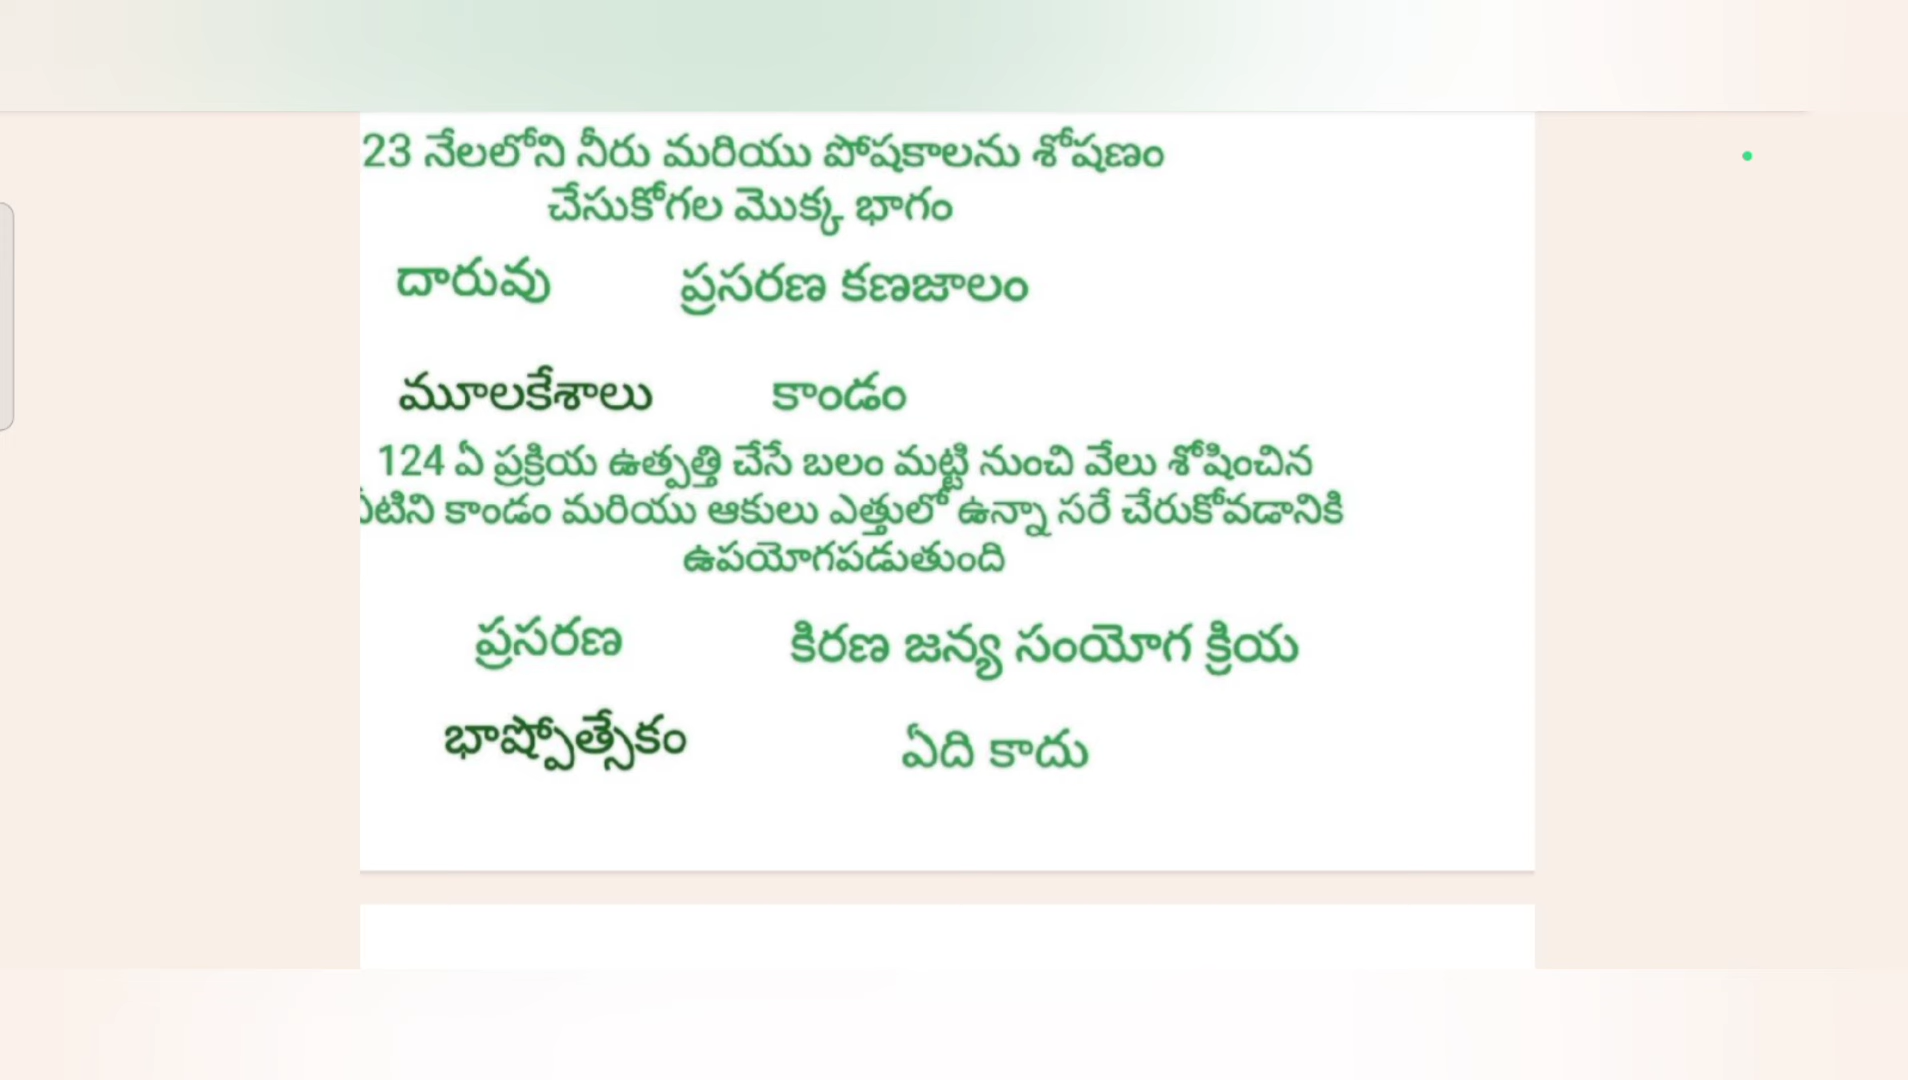 23 నేలలోని నీరు మరియు పోషకాలను శోషణం
చేసుకోగల మొక్క భాగం
దారువు ప్రసరణ కణజాలం
మూలకేశాలు కాండం
124 ఏ ప్రక్రియ ఉత్పత్తి చేసే బలం మట్టి నుంచి వేలు శోషించిన
కాండం మరియు ఆకులు ఎత్తులో ఉన్నా సరే చేరుకోవడానికి
ఉపయోగపడుతుంది
ప్రసరణ కిరణ జన్య సంయోగ క్రియ
భాష్పోత్సేకం ఏది కాదు